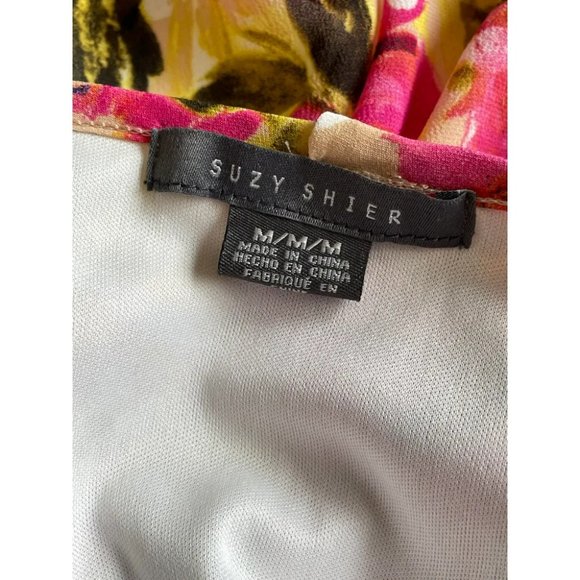 SUZY SHIER
M/M/M
MADE IN CHINA
HECHO EN CHINA
FABRIQUÉ EN